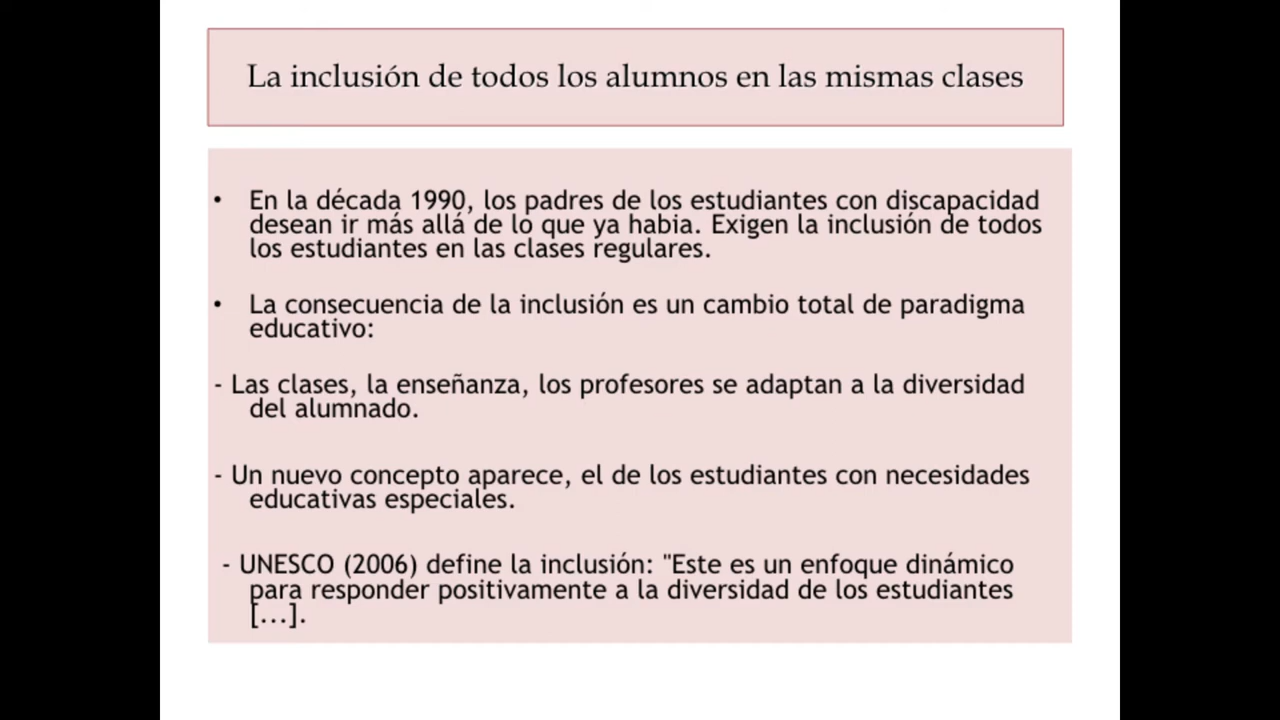 La inclusión de todos los alumnos en las mismas clases
• En la década 1990, los padres de los estudiantes con discapacidad
desean ir más allá de lo que ya habia. Exigen la inclusión de todos
los estudiantes en las clases regulares.
• La consecuencia de la inclusión es un cambio total de paradigma
educativo:
- Las clases, la enseñanza, los profesores se adaptan a la diversidad
del alumnado.
- Un nuevo concepto aparece, el de los estudiantes con necesidades
educativas especiales.
- UNESCO (2006) define la inclusión: "Este es un enfoque dinámico
para responder positivamente a la diversidad de los estudiantes
[...].